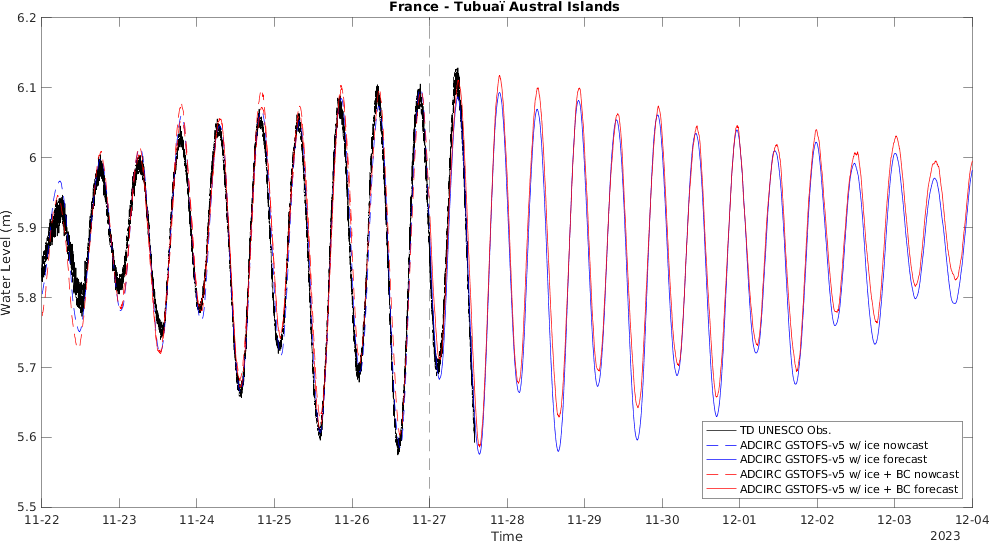 France - Tubuaï Austral Islands
6.2
6.1
6
5.9
5.8
5.7
5.6
5.5
Water Level (m)
TD UNESCO Obs.
ADCIRC GSTOFS-v5 w/ ice nowcast
ADCIRC GSTOFS-v5 w/ ice forecast
ADCIRC GSTOFS-v5 w/ ice + BC nowcast
ADCIRC GSTOFS-v5 w/ ice + BC forecast
11-22 11-23 11-24 11-25 11-26 11-27 11-28 11-29 11-30 12-01 12-02 12-03 12-04
Time
2023